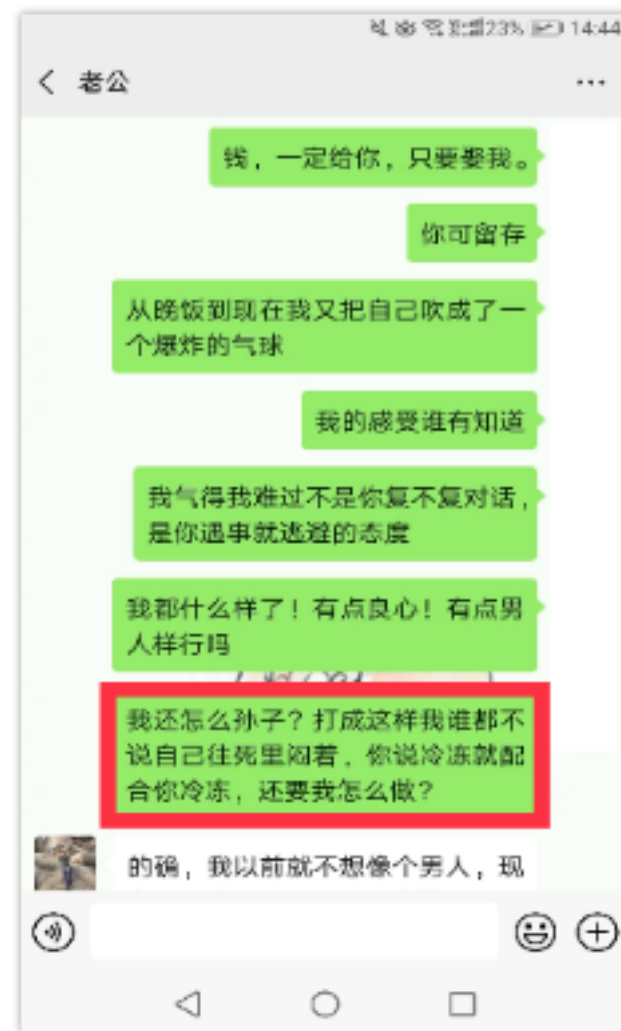 23% 14:44
老公
钱，一定给你，只要娶我。
你可留存
从晚饭到现在我又把自己吹成了一
个爆炸的气球
我的感受谁有知道
我气得我难过不是你复不复对话，
是你遇事就逃避的态度
我都什么样了！有点良心！有点男
人样行吗
我还怎么孙子？打成这样我谁都不
说自己往死里闷着，你说冷冻就配
合你冷冻，还要我怎么做？
的确，我以前就不想像个男人，现